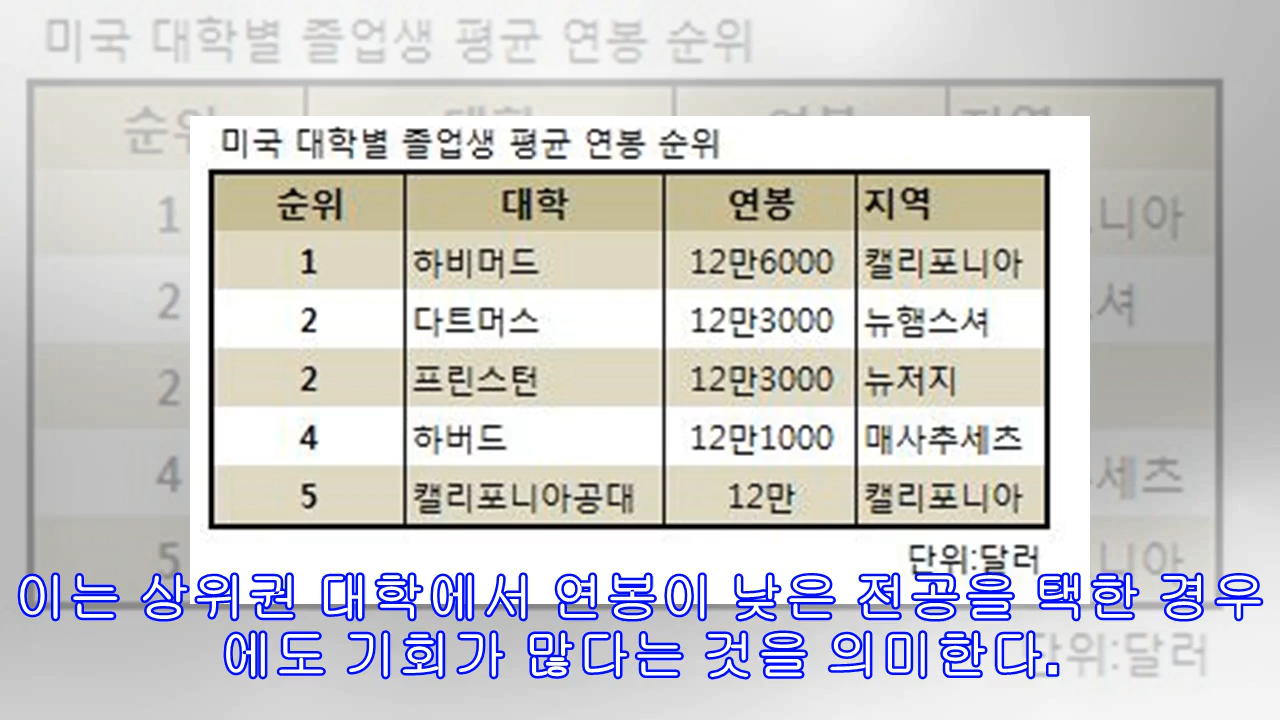 미국 대학별 졸업생 평균 연봉 순위
순위 대학 연봉 지역
1 하비머드 12만6000 캘리포니아
2 다트머스 12만3000 뉴햄스셔
2 프린스턴 12만3000 뉴저지
4 하버드 12만1000 매사추세츠
5 캘리포니아공대 12만 캘리포니아
단위:달러
이는 상위권 대학에서 연봉이 낮은 전공을 택한 경우
에도 기회가 많다는 것을 의미한다.